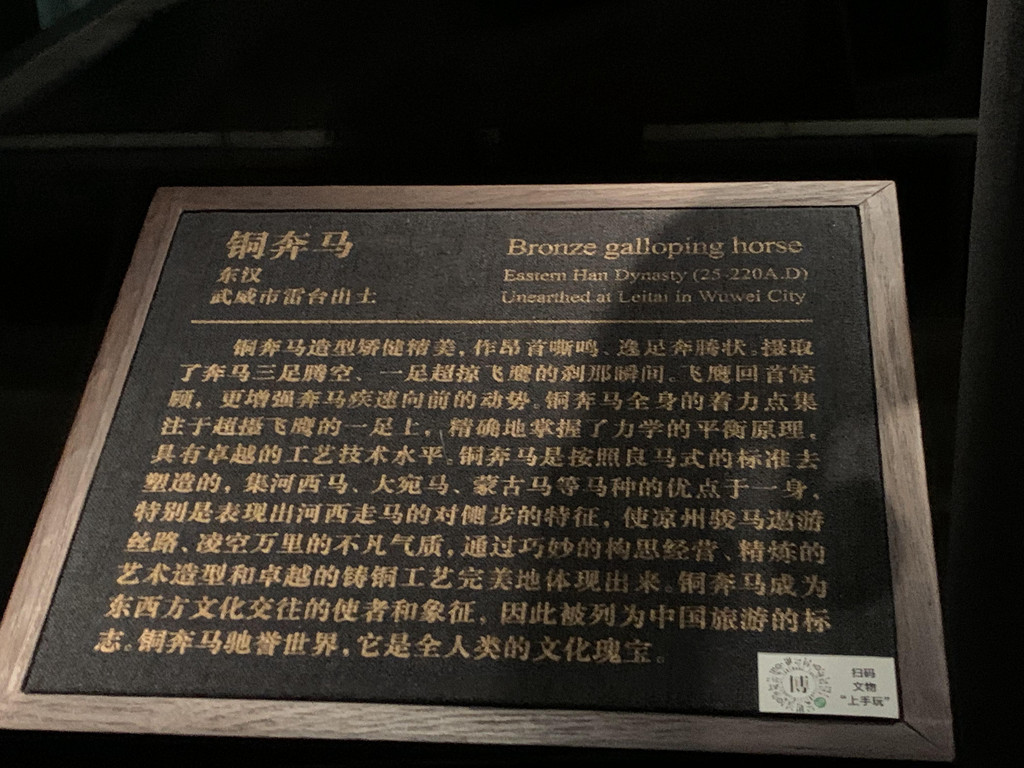 铜奔马
东汉
武威市雷台出土
Bronze galloping horse
Eastern Han Dynasty (25-220A.D)
Unearthed at Leitai in Wuwei City
铜奔马造型矫健精美，作昂首嘶鸣、逸足奔腾状。摄取
了奔马三足腾空、一足超掠飞鹰的刹那瞬间。飞鹰回首惊
顾，更增强奔马疾速向前的动势。铜奔马全身的着力点集
注于超摄飞鹰的一足上，精确地掌握了力学的平衡原理，
具有卓越的工艺技术水平。铜奔马是按照良马式的标准去
塑造的，集河西马、大宛马、蒙古马等马种的优点于一身，
特别是表现出河西走马的对侧步的特征，使凉州骏马遨游
丝路、凌空万里的不凡气质，通过巧妙的构思经营、精炼的
艺术造型和卓越的铸铜工艺完美地体现出来。铜奔马成为
东西方文化交往的使者和象征，因此被列为中国旅游的标
志。铜奔马驰誉世界，它是全人类的文化瑰宝。
博
扫码
文物
“上手玩”